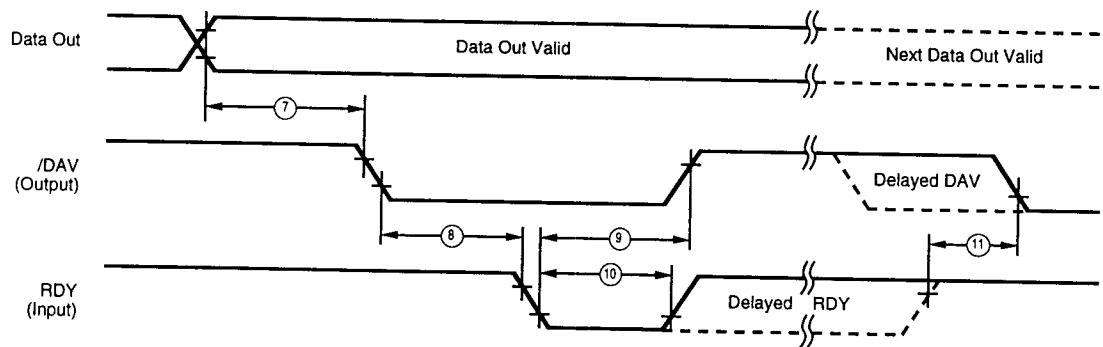 Data Out
Data Out Valid
Next Data Out Valid
7
/DAV
(Output)
Delayed DAV
8
9
11
10
RDY
(Input)
Delayed RDY